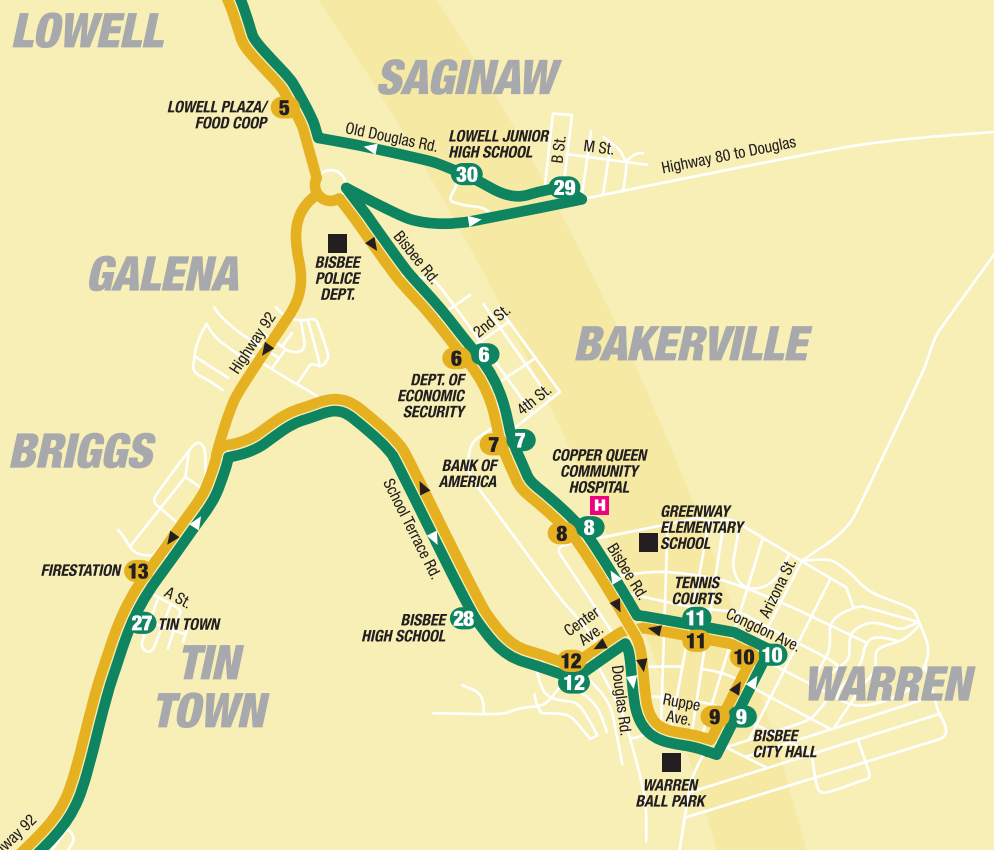 LOWELL
SAGINAW
LOWELL PLAZA/
FOOD COOP
5
Old Douglas Rd.
LOWELL JUNIOR
HIGH SCHOOL
B St.
M St.
Highway 80 to Douglas
30
29
BISBEE
POLICE
DEPT.
Bisbee Rd.
GALENA
Highway 92
2nd St.
BAKERVILLE
6
6
DEPT. OF
ECONOMIC
SECURITY
4th St.
BRIGGS
7
7
BANK OF
AMERICA
COPPER QUEEN
COMMUNITY
HOSPITAL
H
School Terrace Rd.
8
8
GREENWAY
ELEMENTARY
SCHOOL
Bisbee Rd.
FIRESTATION
13
A St.
27
TIN TOWN
TENNIS
COURTS
Arizona St.
BISBEE
HIGH SCHOOL
28
Center
Ave.
11
11
Congdon Ave.
10
10
12
12
TIN
TOWN
Douglas Rd.
WARREN
Ruppe
Ave.
9
9
BISBEE
CITY HALL
WARREN
BALL PARK
way 92